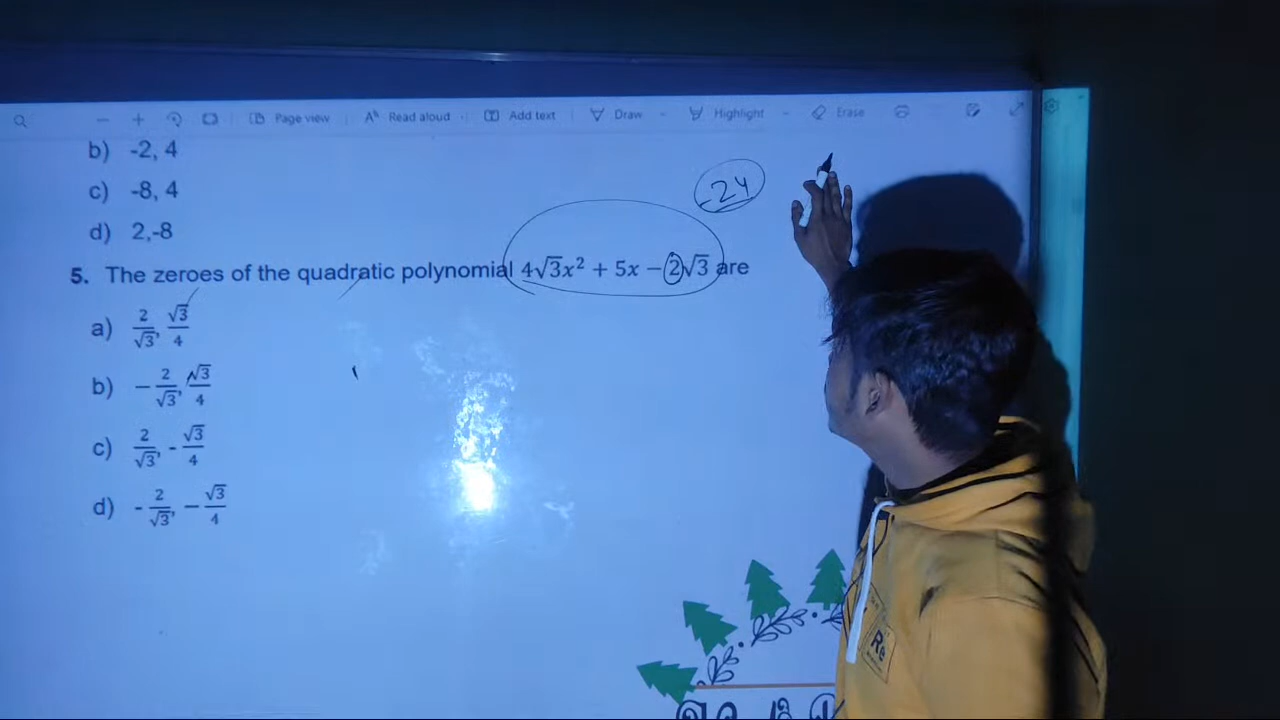 Page view Read aloud Add text Draw Highlight Erase
b) -2, 4
c) -8, 4
d) 2,-8
-24
5. The zeroes of the quadratic polynomial 4√3x² + 5x − 2√3 are
a) 2/√3, √3/4
b) −2/√3, √3/4
c) 2/√3, -√3/4
d) -2/√3, −√3/4
Re